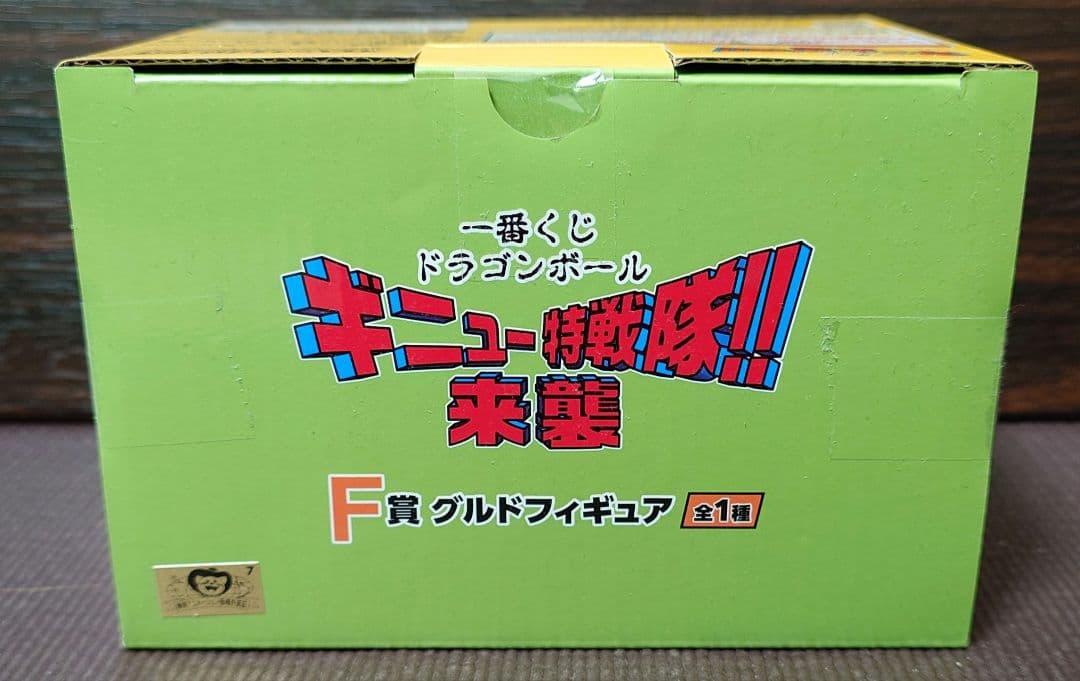 一番くじ
ドラゴンボール
ギニュー特戦隊!!
来襲
F賞 グルドフィギュア 全1種
7